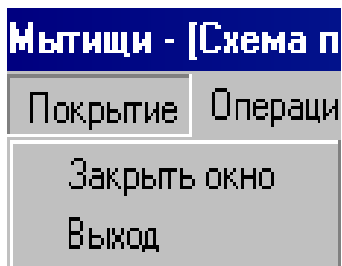 Мытищи - [Схема п
Покрытие Операци
Закрыть окно
Выход